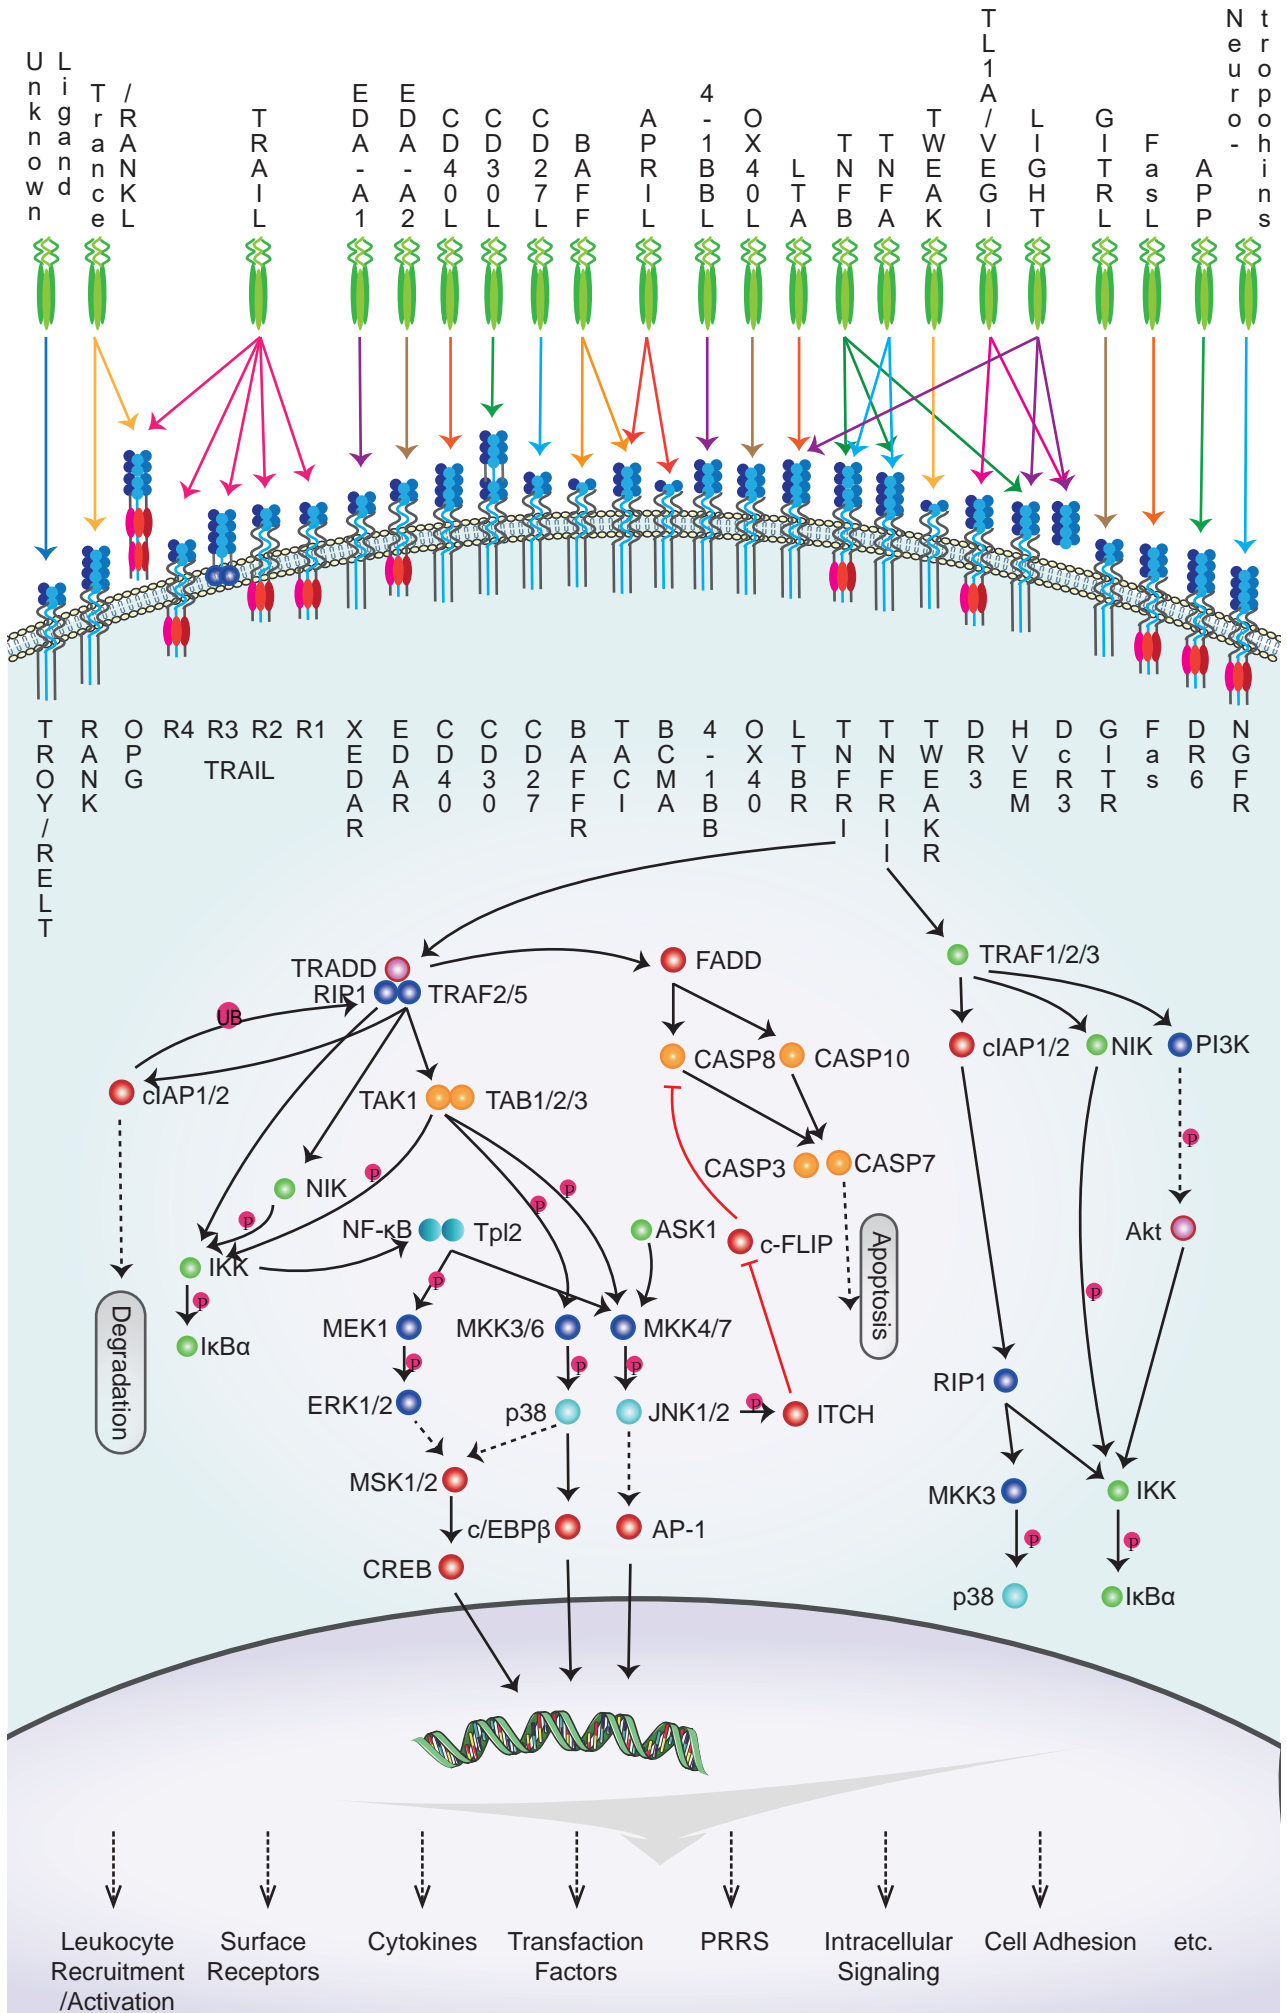 Unknown
Ligand
Trance
/RANKL
TRAIL
EDA-A1
EDA-A2
CD40L
CD30L
CD27L
BAFF
APRIL
4-1BBL
OX40L
LTA
TNFB
TNFA
TWEAK
TL1A/VEGI
LIGHT
GITRL
FasL
APP
Neuro-
trophins
TROY/RELT
RANK
OPG
R4 R3 R2 R1
TRAIL
XEDAR
EDAR
CD40
CD30
CD27
BAFFR
TACI
BCMA
4-1BB
OX40
LTBR
TNFRI
TNFRII
TWEAKR
DR3
HVEM
DcR3
GITR
Fas
DR6
NGFR
TRADD
RIP1
TRAF2/5
FADD
TRAF1/2/3
UB
cIAP1/2
CASP8
CASP10
cIAP1/2
NIK
PI3K
TAK1
TAB1/2/3
P
CASP3
CASP7
NIK
P
P
P
P
NF-κB
Tpl2
ASK1
c-FLIP
Akt
IKK
P
P
P
IκBα
Degradation
Apoptosis
MEK1
MKK3/6
MKK4/7
P
P
P
RIP1
ERK1/2
p38
JNK1/2
P
ITCH
MSK1/2
MKK3
IKK
c/EBPβ
AP-1
P
P
CREB
p38
IκBα
Leukocyte
Recruitment
/Activation
Surface
Receptors
Cytokines
Transfaction
Factors
PRRS
Intracellular
Signaling
Cell Adhesion
etc.